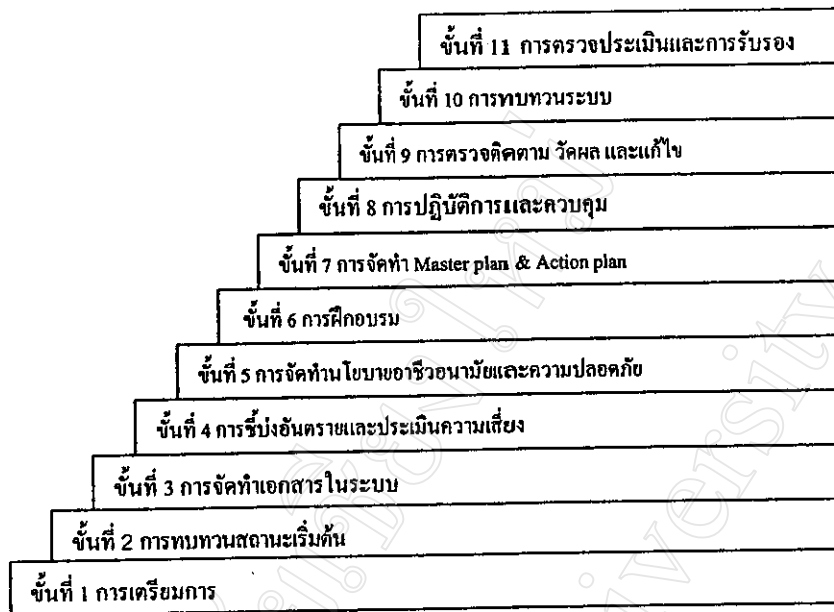 ขั้นที่ 11 การตรวจประเมินและการรับรอง
ขั้นที่ 10 การทบทวนระบบ
ขั้นที่ 9 การตรวจติดตาม วัดผล และแก้ไข
ขั้นที่ 8 การปฏิบัติการและควบคุม
ขั้นที่ 7 การจัดทำ Master plan & Action plan
ขั้นที่ 6 การฝึกอบรม
ขั้นที่ 5 การจัดทำนโยบายอาชีวอนามัยและความปลอดภัย
ขั้นที่ 4 การชี้บ่งอันตรายและประเมินความเสี่ยง
ขั้นที่ 3 การจัดทำเอกสารในระบบ
ขั้นที่ 2 การทบทวนสถานะเริ่มต้น
ขั้นที่ 1 การเตรียมการ